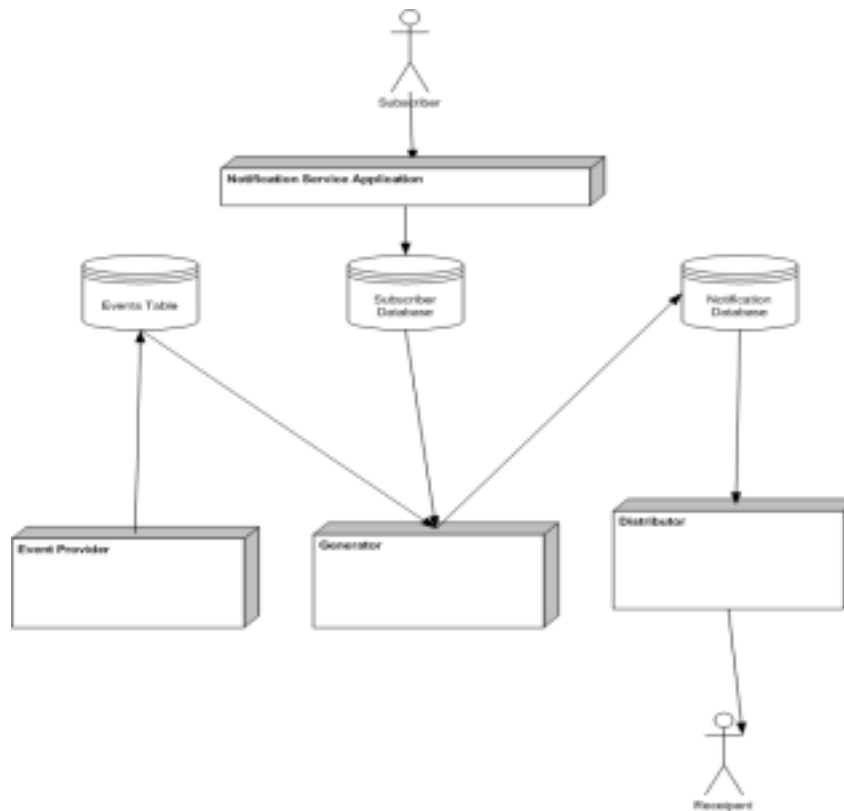 Subscriber
Notification Service Application
Events Table
Subscriber
Database
Notification
Database
Event Provider
Generator
Distributor
Receipent